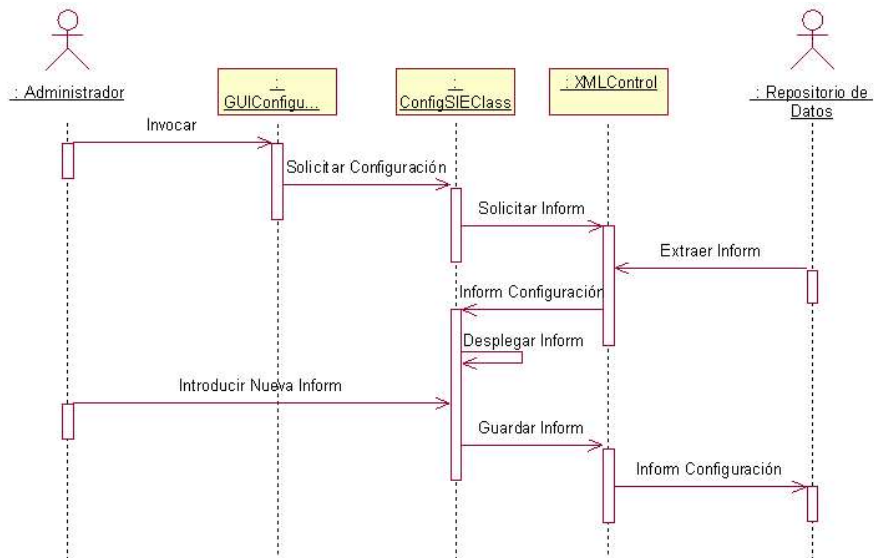 : Administrador
:
GUIConfigu...
:
ConfigSIEClass
: XMLControl
: Repositorio de
Datos
Invocar
Solicitar Configuración
Solicitar Inform
Extraer Inform
Inform Configuración
Desplegar Inform
Introducir Nueva Inform
Guardar Inform
Inform Configuración